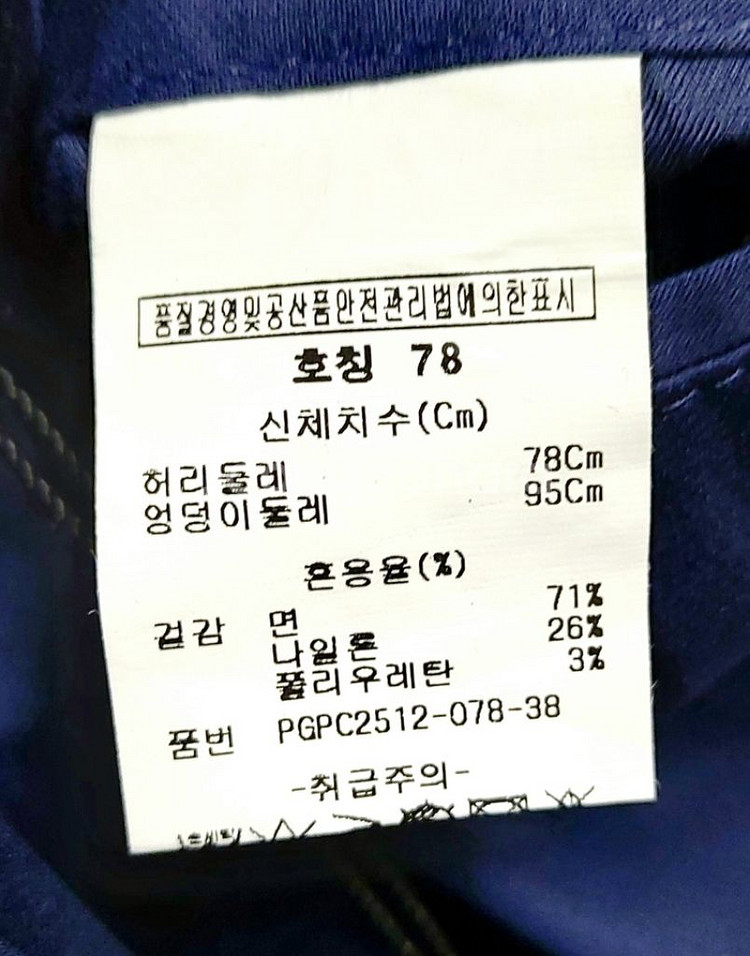 품질경영및공산품안전관리법에의한표시
호칭 78
신체치수(Cm)
허리둘레 78Cm
엉덩이둘레 95Cm
혼용율(%)
겉감 면 71%
나일론 26%
폴리우레탄 3%
품번 PGPC2512-078-38
-취급주의-